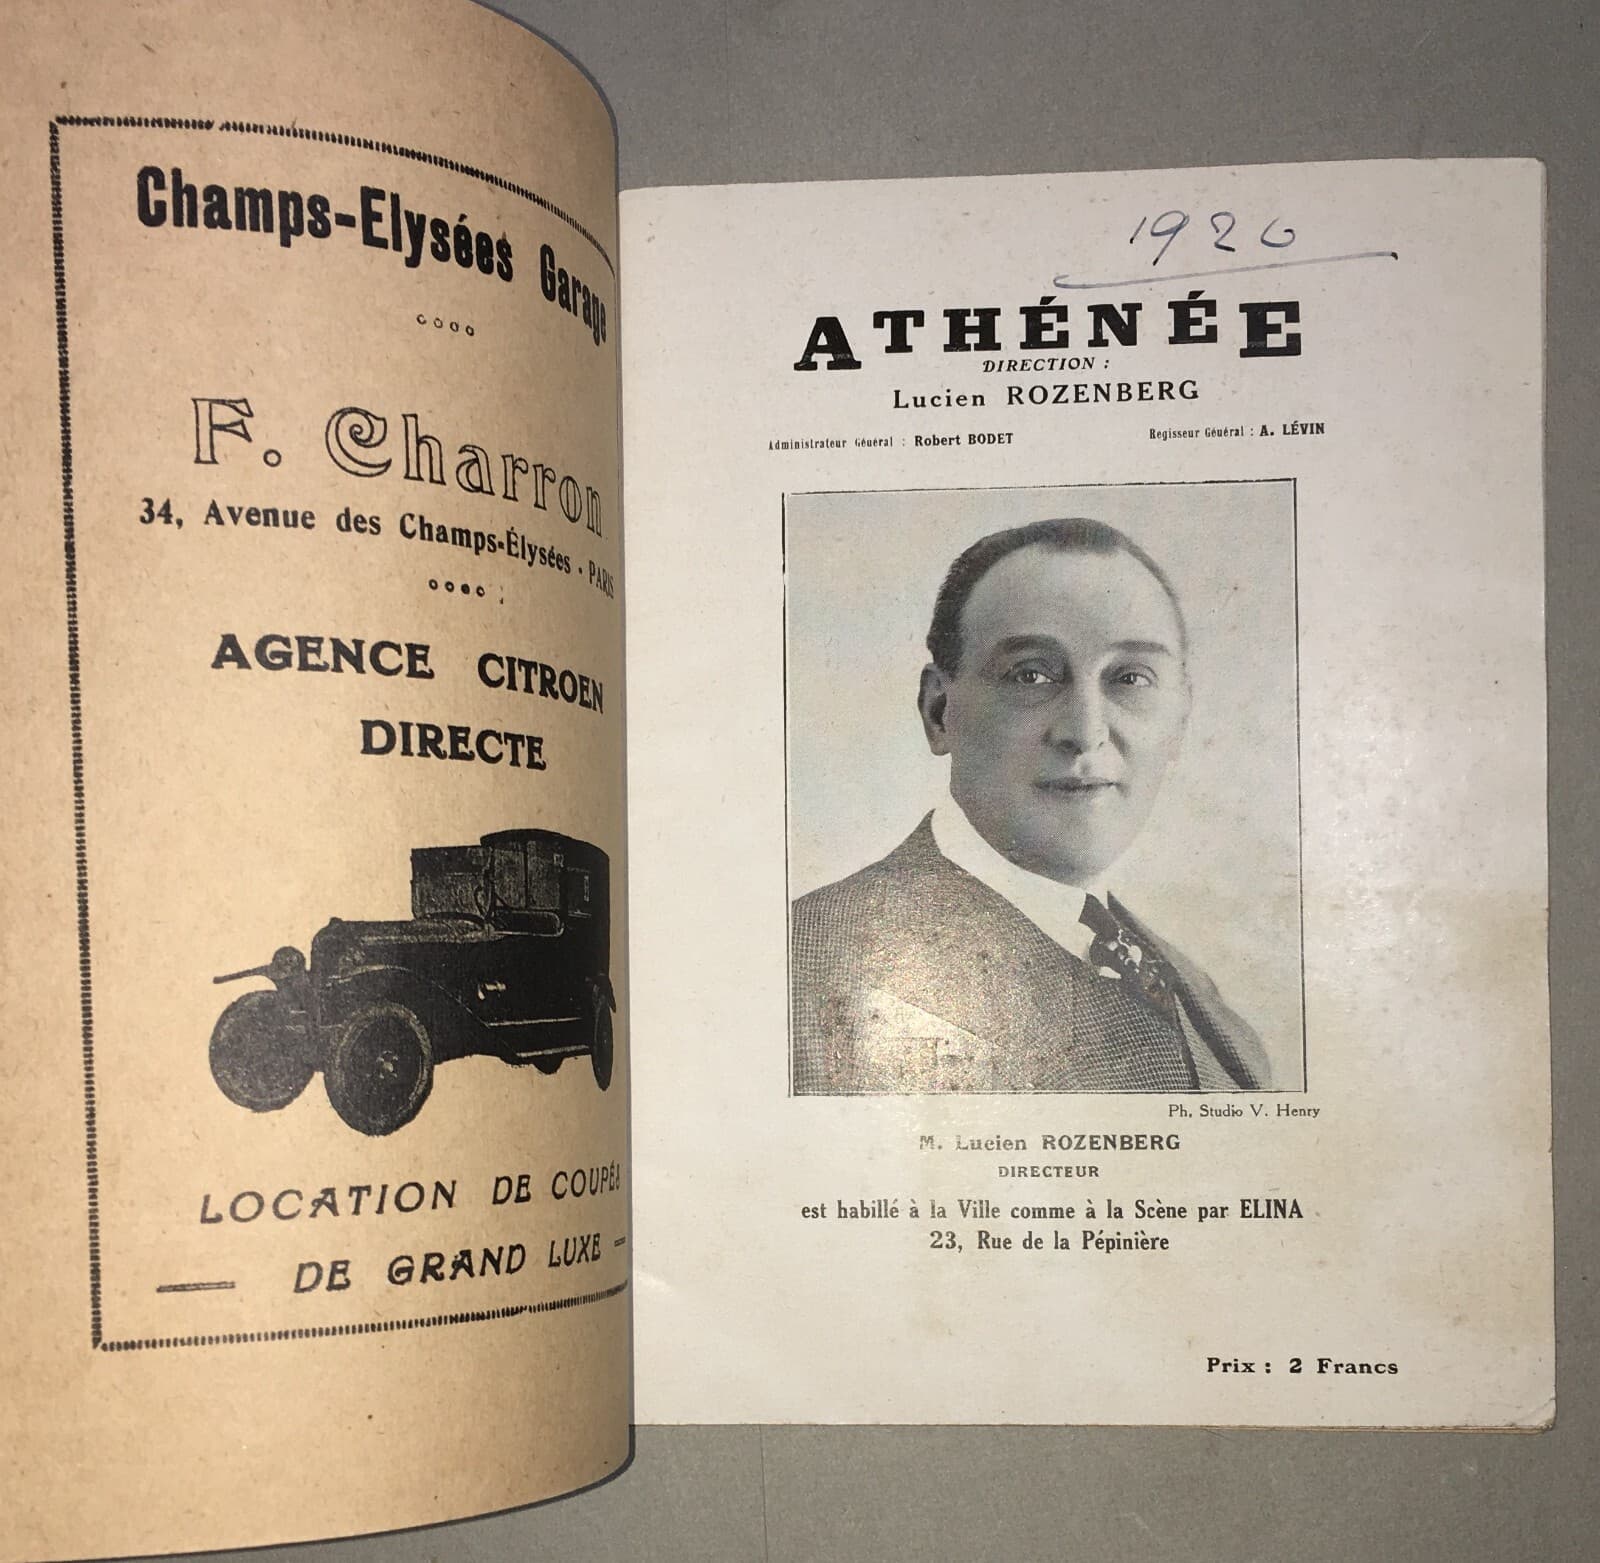 Champs-Elysées Garage
F. Charron
34, Avenue des Champs-Élysées - PARIS
AGENCE CITROEN
DIRECTE
LOCATION DE COUPÉS
DE GRAND LUXE
1920
ATHÉNÉE
DIRECTION :
Lucien ROZENBERG
Administrateur Général : Robert BODET
Regisseur Général : A. LÉVIN
Ph. Studio V. Henry
M. Lucien ROZENBERG
DIRECTEUR
est habillé à la Ville comme à la Scène par ELINA
23, Rue de la Pépinière
Prix : 2 Francs